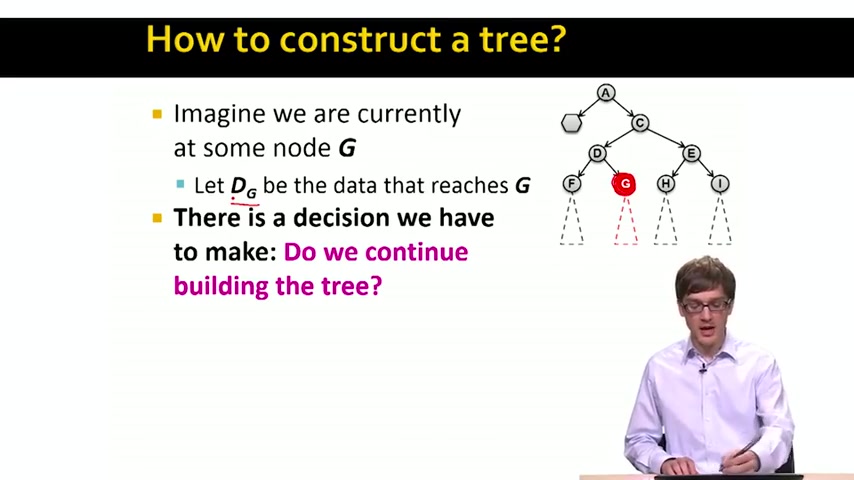 How to construct a tree?
Imagine we are currently
at some node G
Let D_G be the data that reaches G
There is a decision we have
to make: Do we continue
building the tree?
A
C
D
E
F
G
H
I